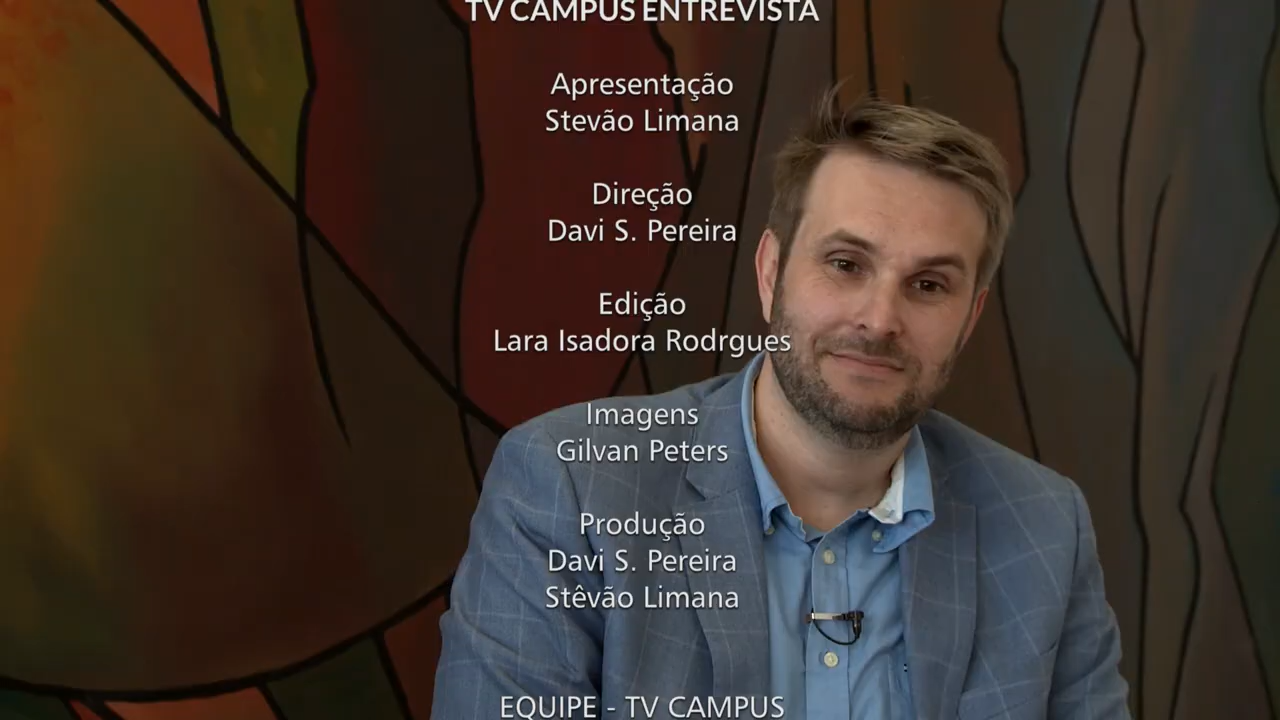 TV CAMPUS ENTREVISTA
Apresentação
Stevão Limana
Direção
Davi S. Pereira
Edição
Lara Isadora Rodrgues
Imagens
Gilvan Peters
Produção
Davi S. Pereira
Stêvão Limana
EQUIPE - TV CAMPUS